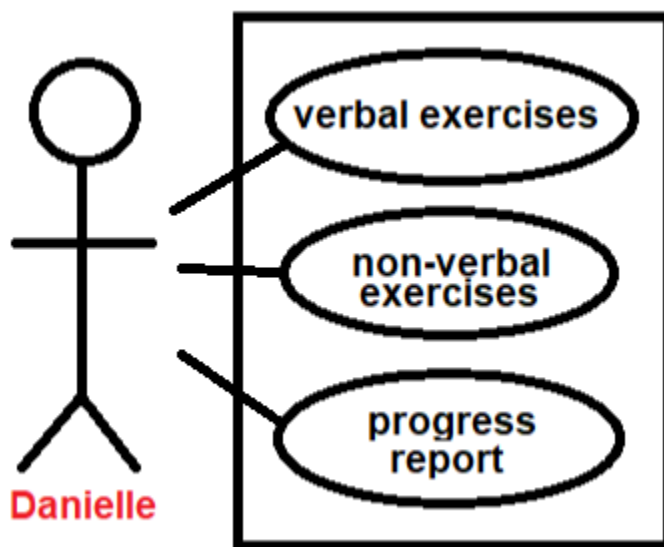 verbal exercises
non-verbal
exercises
progress
report
Danielle